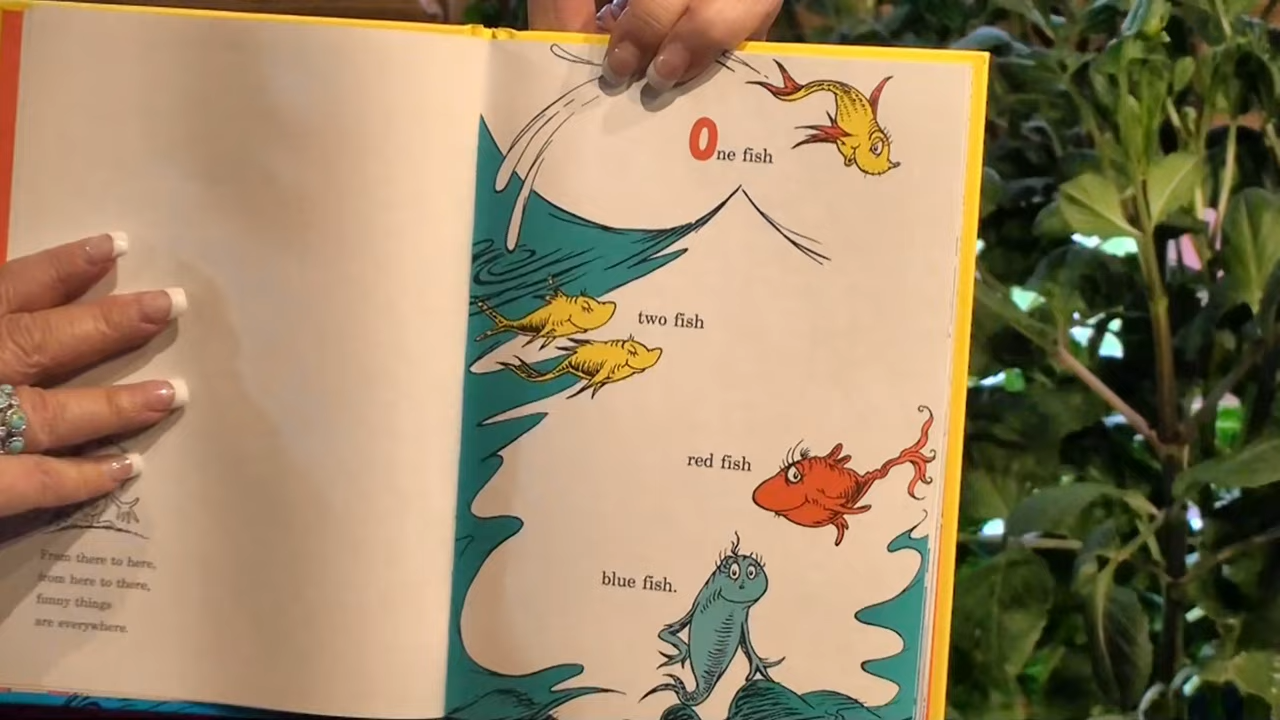 From there to here,
from here to there,
funny things
are everywhere.
One fish
two fish
red fish
blue fish.